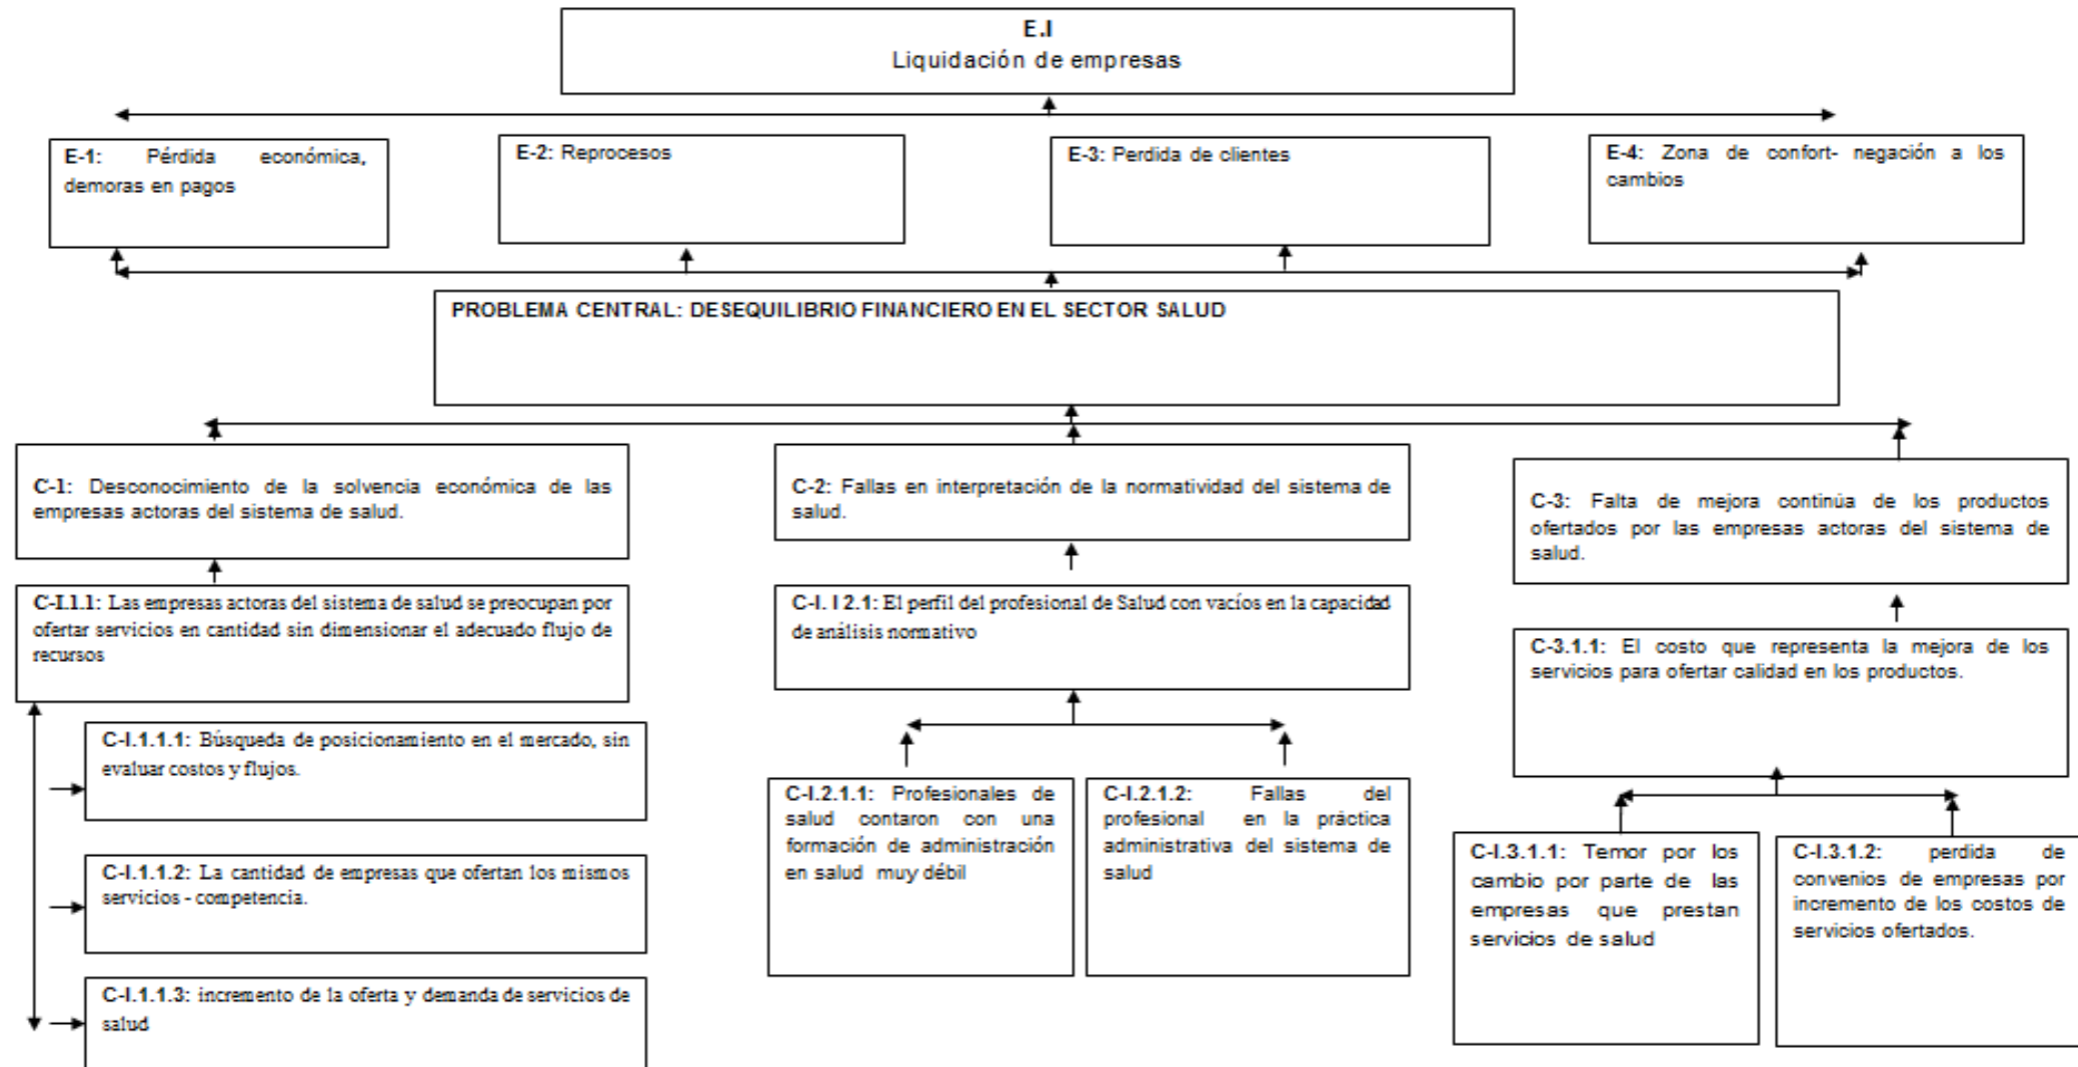 E.I
Liquidación de empresas
E-1: Pérdida económica,
demoras en pagos
E-2: Reprocesos
E-3: Perdida de clientes
E-4: Zona de confort- negación a los
cambios
PROBLEMA CENTRAL: DESEQUILIBRIO FINANCIERO EN EL SECTOR SALUD
C-1: Desconocimiento de la solvencia económica de las
empresas actoras del sistema de salud.
C-2: Fallas en interpretación de la normatividad del sistema de
salud.
C-3: Falta de mejora continúa de los productos
ofertados por las empresas actoras del sistema de
salud.
C-I.1.1: Las empresas actoras del sistema de salud se preocupan por
ofertar servicios en cantidad sin dimensionar el adecuado flujo de
recursos
C-I. I 2.1: El perfil del profesional de Salud con vacíos en la capacidad
de análisis normativo
C-3.1.1: El costo que representa la mejora de los
servicios para ofertar calidad en los productos.
C-I.1.1.1: Búsqueda de posicionamiento en el mercado, sin
evaluar costos y flujos.
C-I.1.1.2: La cantidad de empresas que ofertan los mismos
servicios - competencia.
C-I.1.1.3: incremento de la oferta y demanda de servicios de
salud
C-I.2.1.1: Profesionales de
salud contaron con una
formación de administración
en salud muy débil
C-I.2.1.2: Fallas del
profesional en la práctica
administrativa del sistema de
salud
C-I.3.1.1: Temor por los
cambio por parte de las
empresas que prestan
servicios de salud
C-I.3.1.2: perdida de
convenios de empresas por
incremento de los costos de
servicios ofertados.